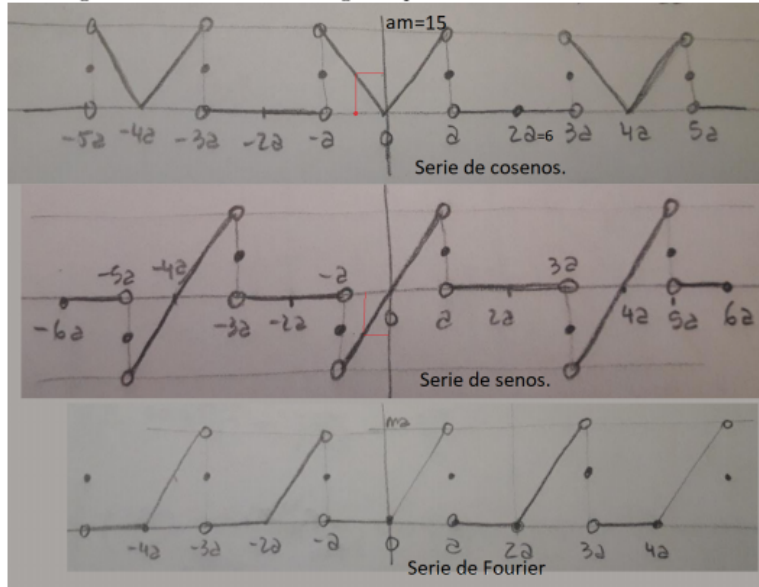 am=15
-5a -4a -3a -2a -a 0 a 2a=6 3a 4a 5a
Serie de cosenos.
-5a -4a -a 3a
-6a -3a -2a 0 a 2a 4a 5a 6a
Serie de senos.
ma
-4a -3a -2a -a 0 a 2a 3a 4a
Serie de Fourier